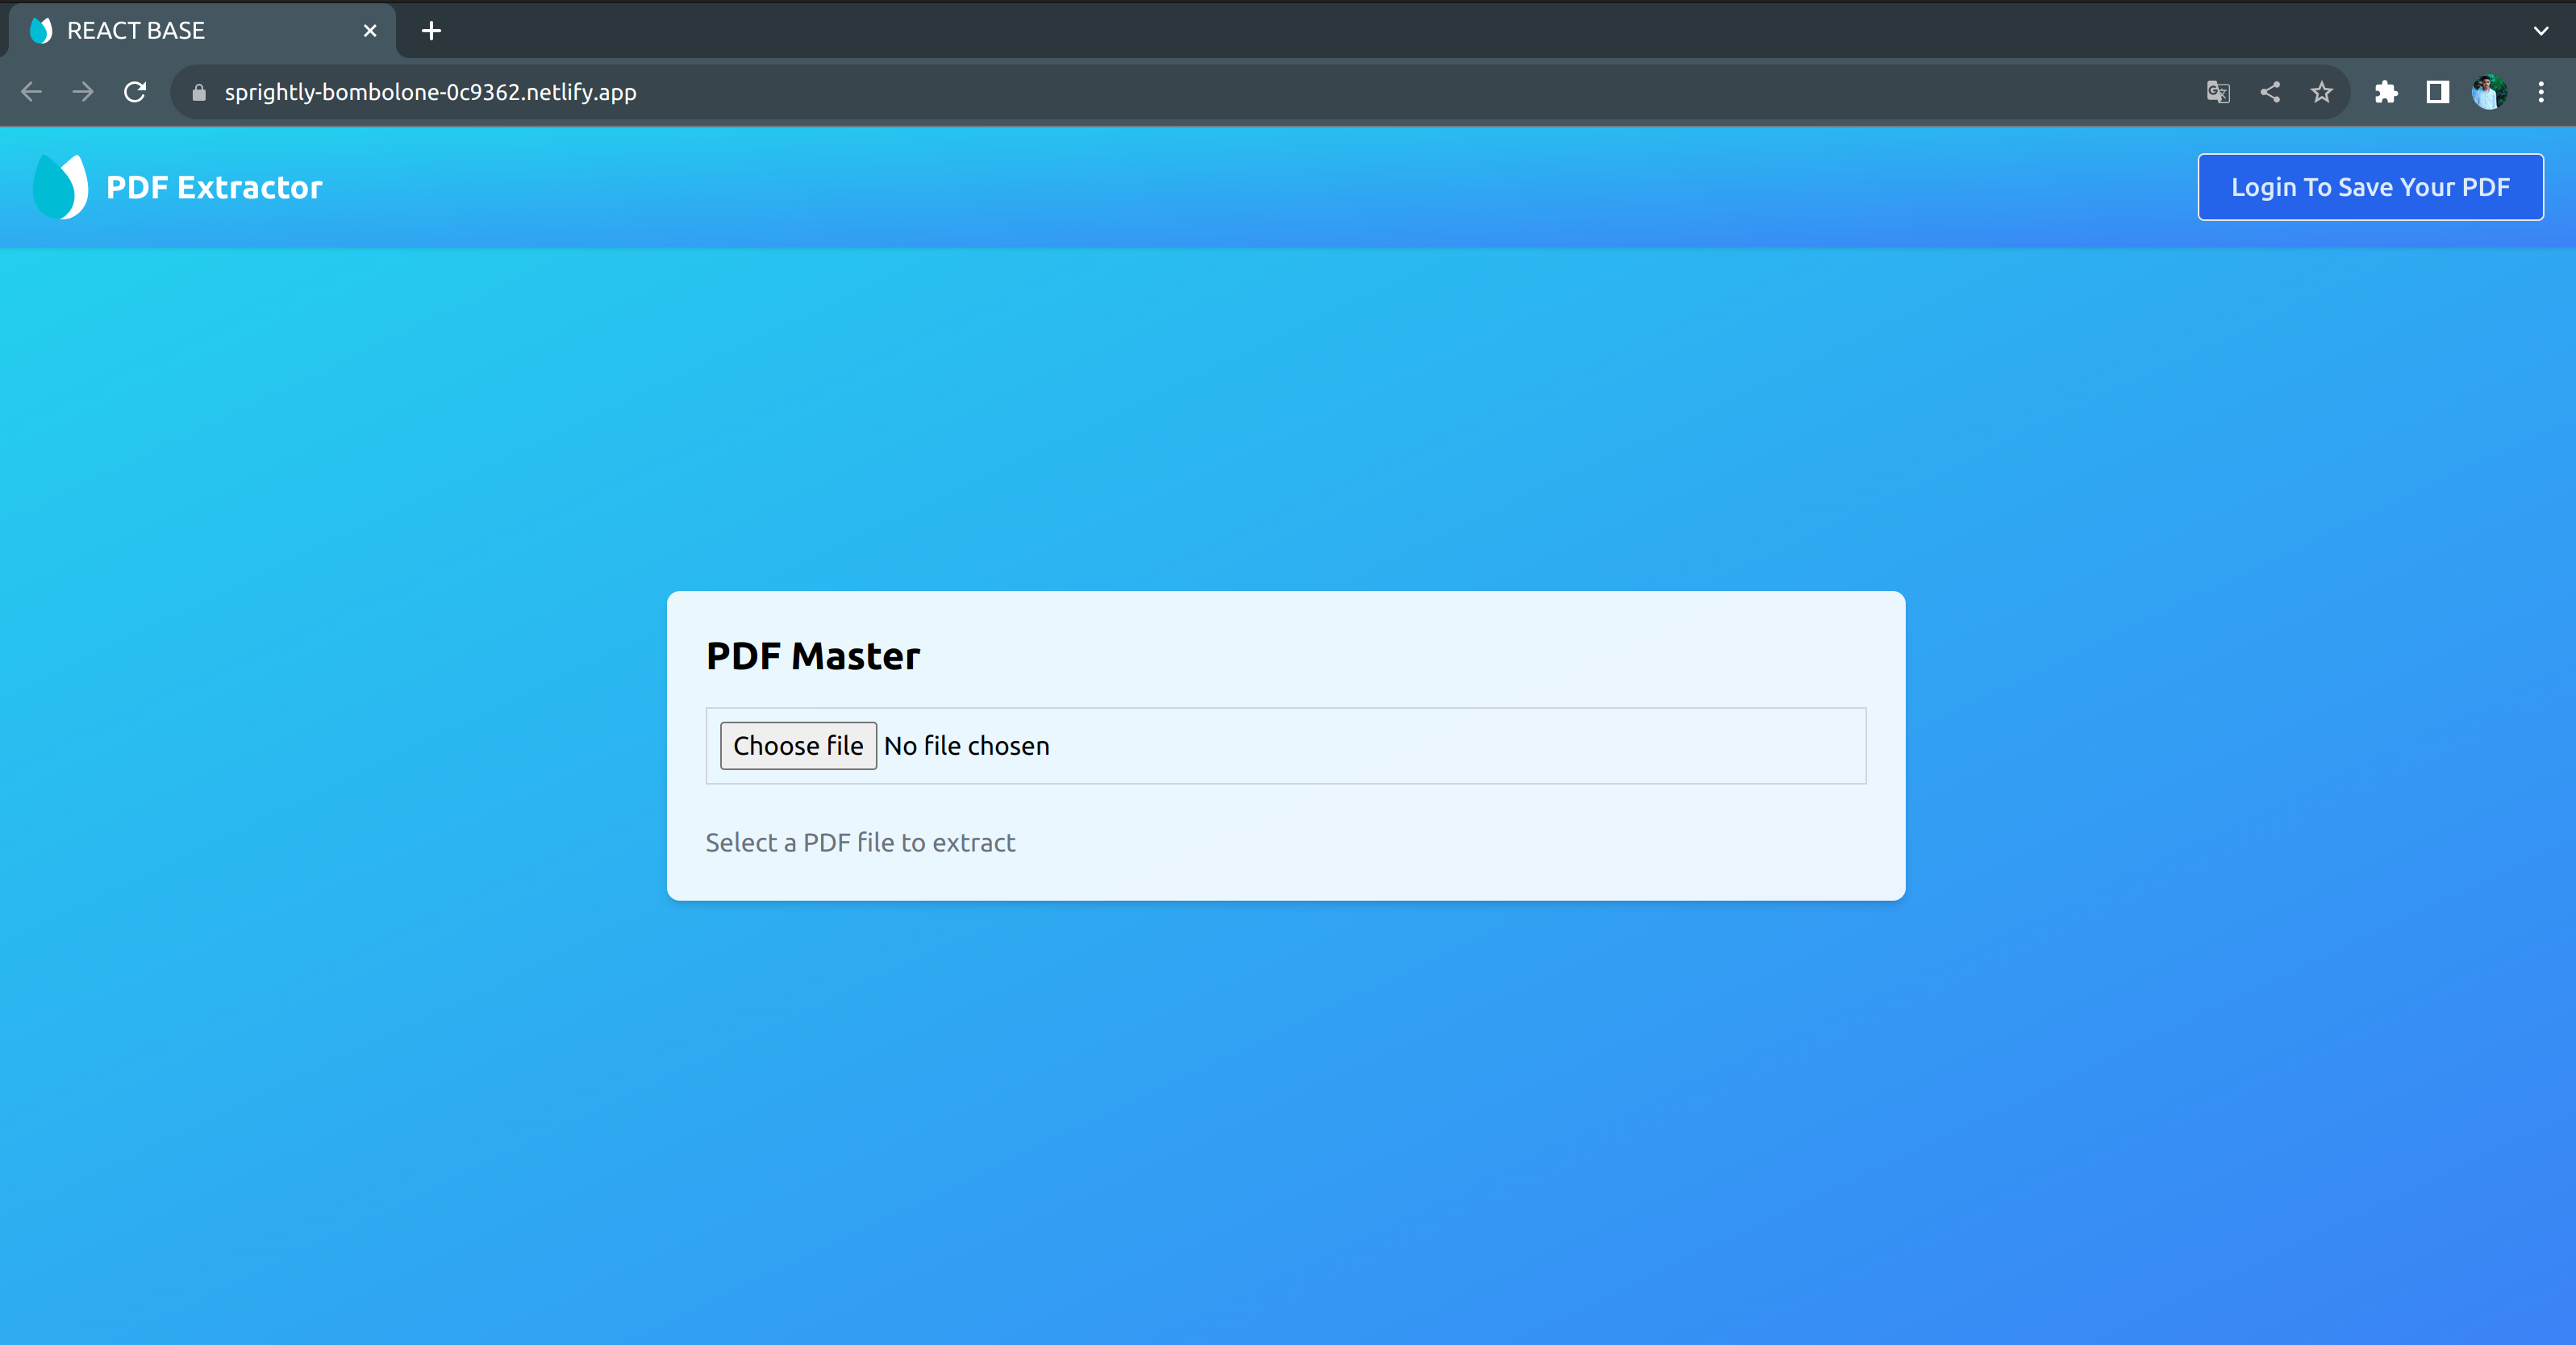 REACT BASE
sprightly-bombolone-0c9362.netlify.app
PDF Extractor
Login To Save Your PDF
PDF Master
Choose file No file chosen
Select a PDF file to extract